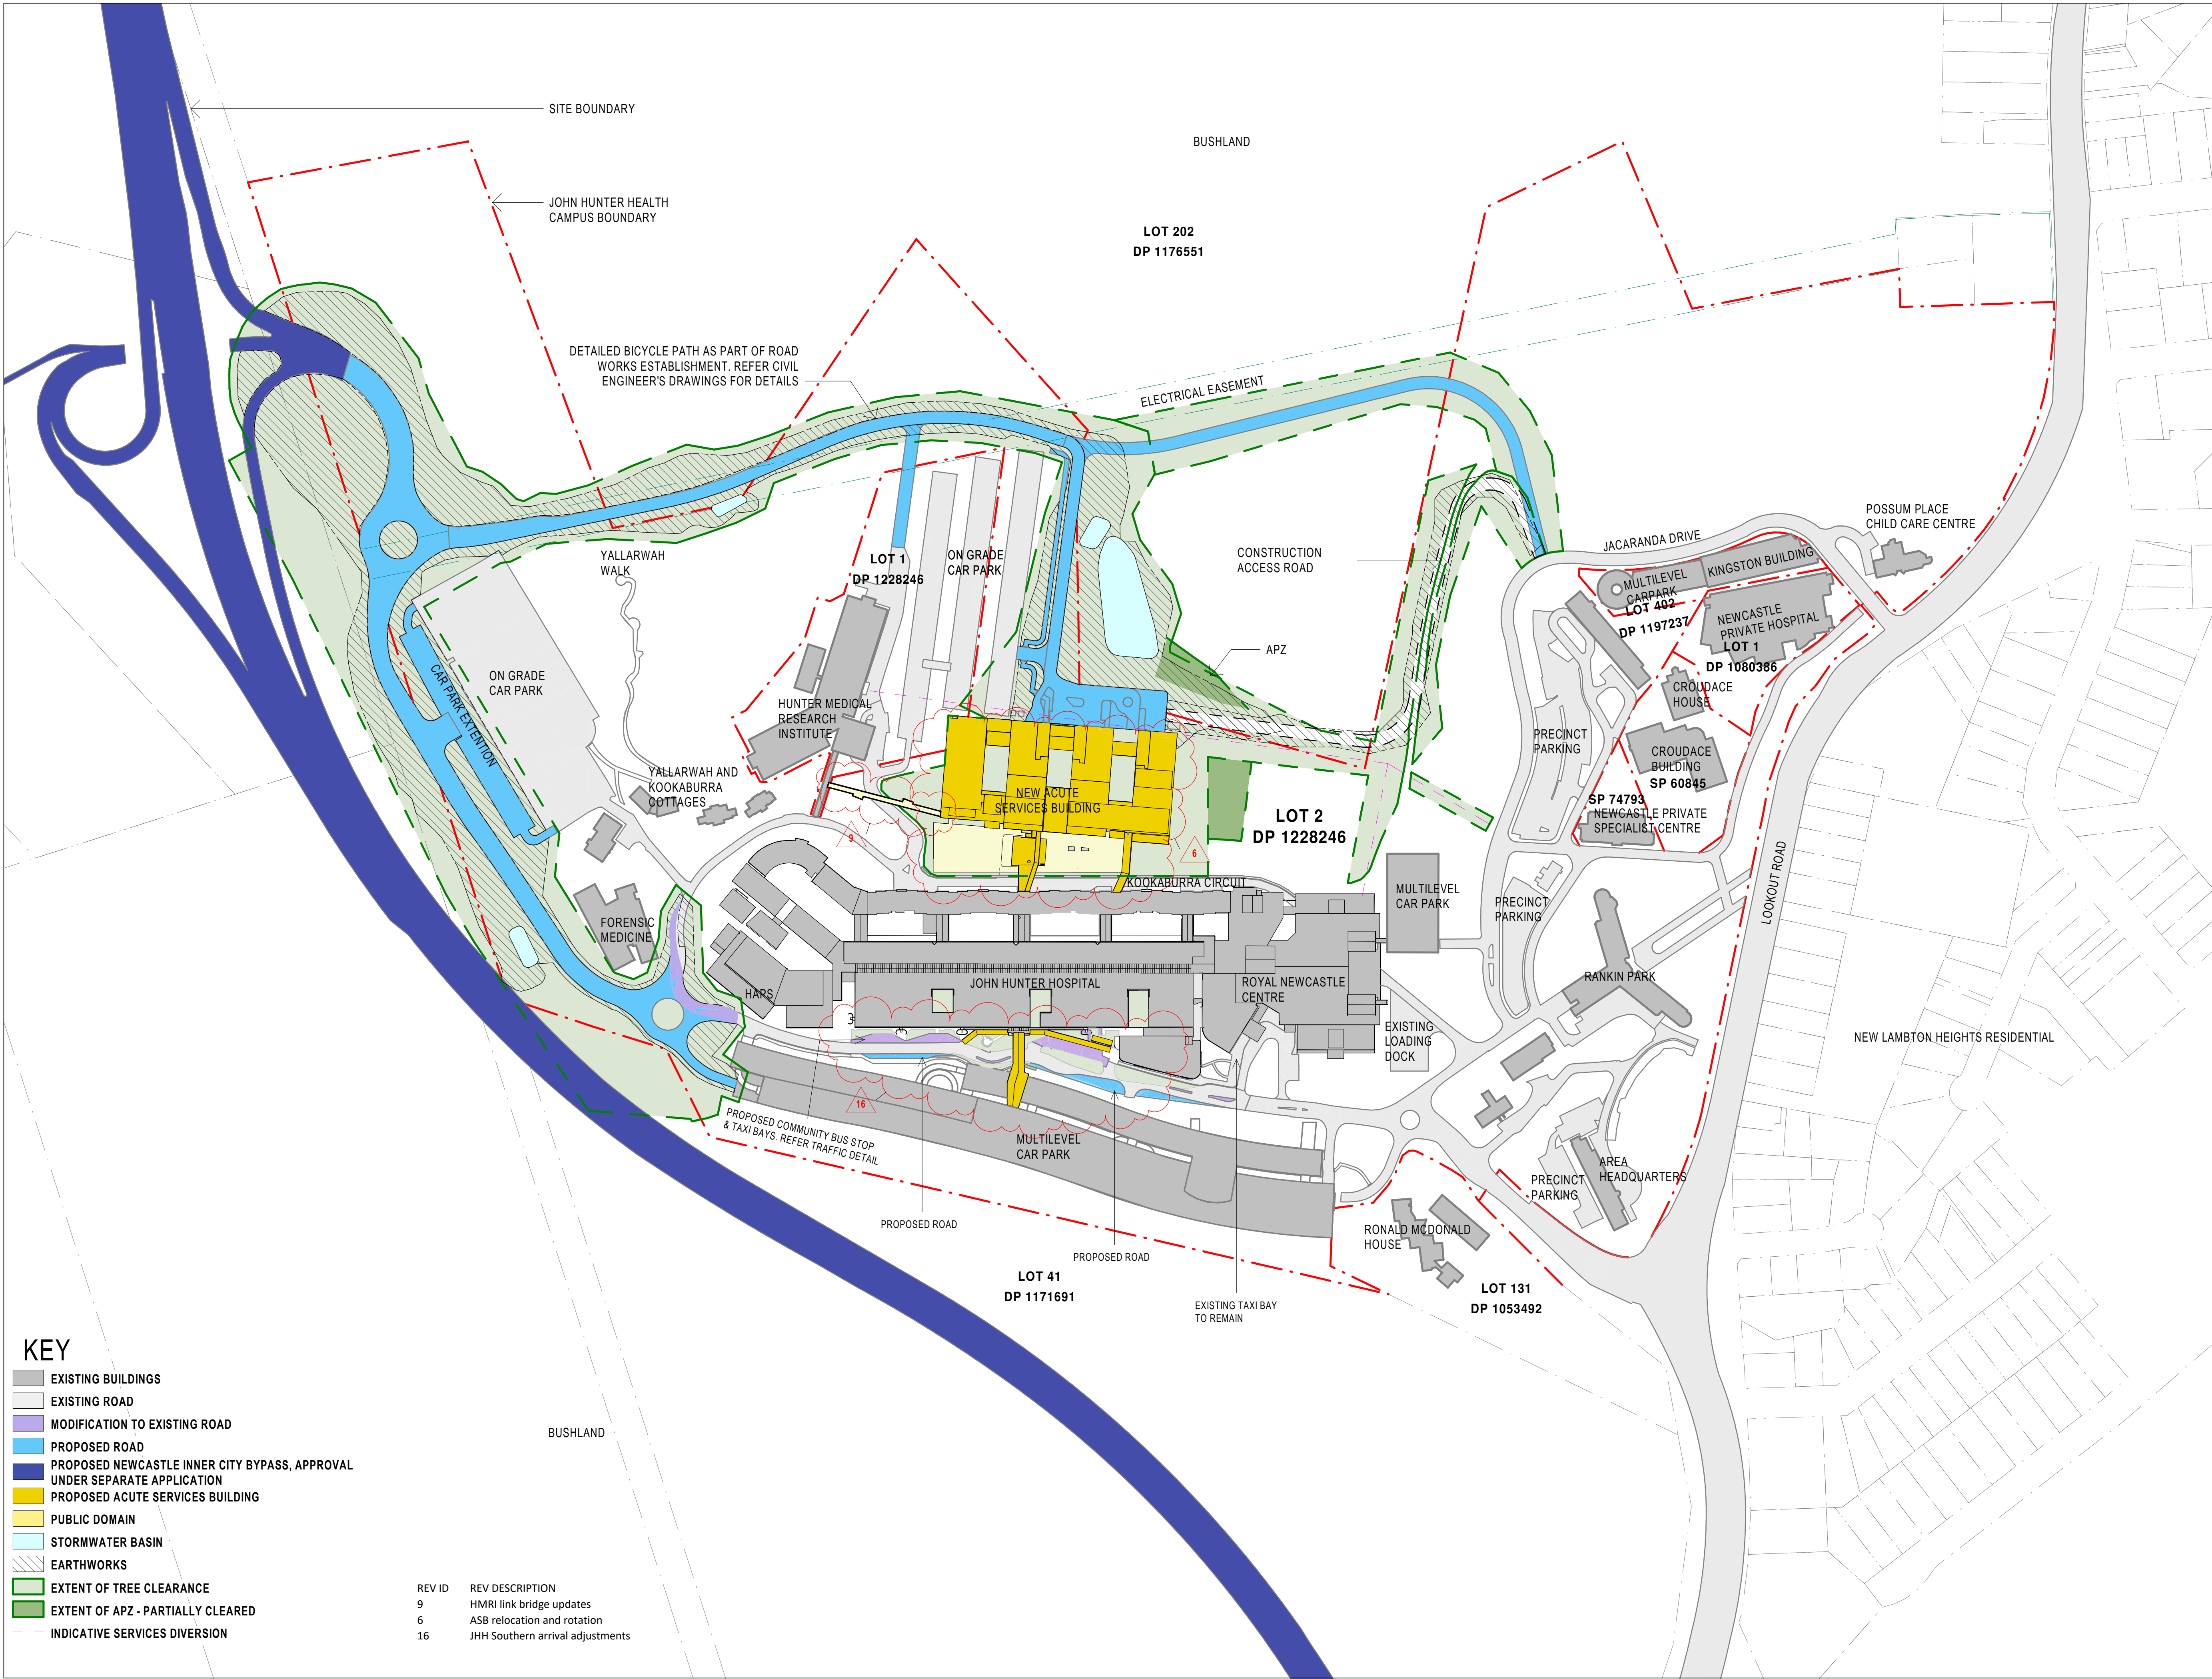 SITE BOUNDARY
BUSHLAND
JOHN HUNTER HEALTH
CAMPUS BOUNDARY
LOT 202
DP 1176551
DETAILED BICYCLE PATH AS PART OF ROAD
WORKS ESTABLISHMENT. REFER CIVIL
ENGINEER'S DRAWINGS FOR DETAILS
ELECTRICAL EASEMENT
YALLARWAH
WALK
LOT 1
DP 1228246
ON GRADE
CAR PARK
CONSTRUCTION
ACCESS ROAD
JACARANDA DRIVE
POSSUM PLACE
CHILD CARE CENTRE
MULTILEVEL
CARPARK
KINGSTON BUILDING
LOT 402
DP 1197237
NEWCASTLE
PRIVATE HOSPITAL
LOT 1
DP 1080386
APZ
ON GRADE
CAR PARK
CAR PARK EXTENTION
HUNTER MEDICAL
RESEARCH
INSTITUTE
CROUDACE
HOUSE
PRECINCT
PARKING
CROUDACE
BUILDING
SP 60845
YALLARWAH AND
KOOKABURRA
COTTAGES
NEW ACUTE
SERVICES BUILDING
LOT 2
DP 1228246
SP 74793
NEWCASTLE PRIVATE
SPECIALIST CENTRE
9
6
KOOKABURRA CIRCUIT
MULTILEVEL
CAR PARK
PRECINCT
PARKING
LOOKOUT ROAD
FORENSIC
MEDICINE
HAPS
JOHN HUNTER HOSPITAL
ROYAL NEWCASTLE
CENTRE
RANKIN PARK
EXISTING
LOADING
DOCK
NEW LAMBTON HEIGHTS RESIDENTIAL
16
PROPOSED COMMUNITY BUS STOP
& TAXI BAYS. REFER TRAFFIC DETAIL
MULTILEVEL
CAR PARK
PROPOSED ROAD
PROPOSED ROAD
EXISTING TAXI BAY
TO REMAIN
PRECINCT
PARKING
AREA
HEADQUARTERS
RONALD MCDONALD
HOUSE
LOT 41
DP 1171691
LOT 131
DP 1053492
BUSHLAND
KEY
EXISTING BUILDINGS
EXISTING ROAD
MODIFICATION TO EXISTING ROAD
PROPOSED ROAD
PROPOSED NEWCASTLE INNER CITY BYPASS, APPROVAL
UNDER SEPARATE APPLICATION
PROPOSED ACUTE SERVICES BUILDING
PUBLIC DOMAIN
STORMWATER BASIN
EARTHWORKS
EXTENT OF TREE CLEARANCE
EXTENT OF APZ - PARTIALLY CLEARED
INDICATIVE SERVICES DIVERSION
REV ID REV DESCRIPTION
9 HMRI link bridge updates
6 ASB relocation and rotation
16 JHH Southern arrival adjustments